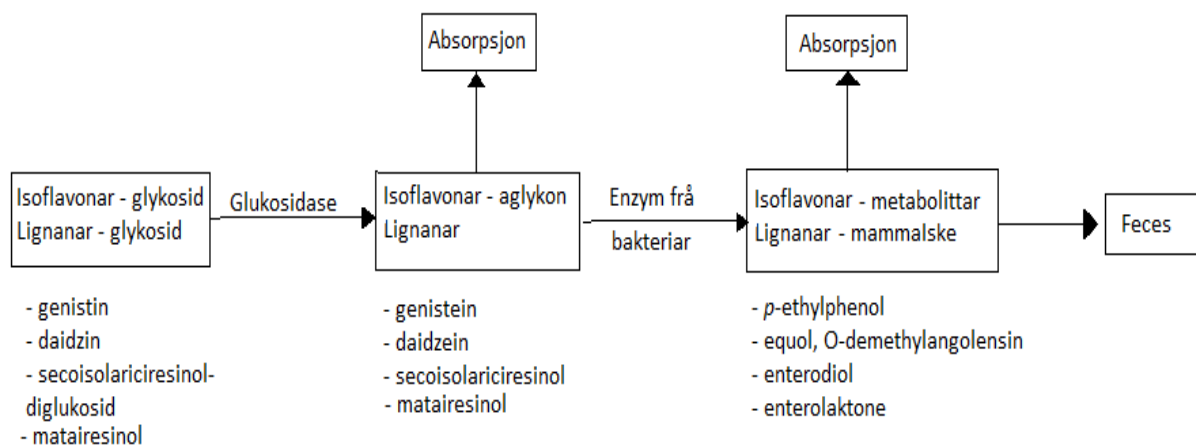 Absorpsjon
Absorpsjon
Isoflavonar - glykosid
Lignanar - glykosid
Glukosidase
Isoflavonar - aglykon
Lignanar
Enzym frå
bakteriar
Isoflavonar - metabolittar
Lignanar - mammalske
Feces
- genistin
- daidzin
- secoisolariciresinol-
diglukosid
- matairesinol
- genistein
- daidzein
- secoisolariciresinol
- matairesinol
- p-ethylphenol
- equol, O-demethylangolensin
- enterodiol
- enterolaktone